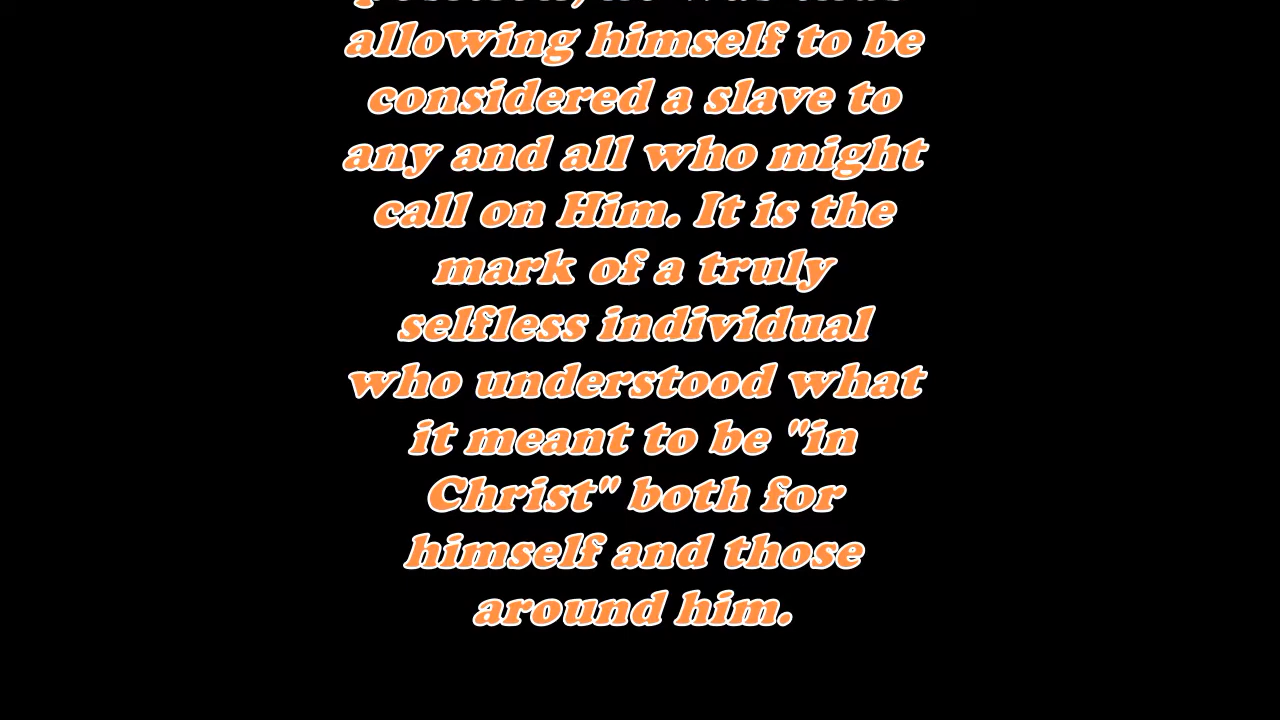 allowing himself to be
considered a slave to
any and all who might
call on Him. It is the
mark of a truly
selfless individual
who understood what
it meant to be "in
Christ" both for
himself and those
around him.